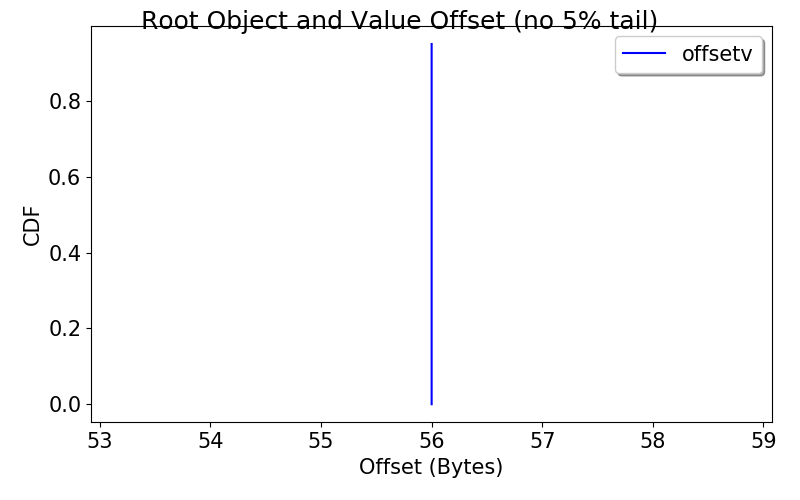 Root Object and Value Offset (no 5% tail)
offsetv
CDF
0.8
0.6
0.4
0.2
0.0
53 54 55 56 57 58 59
Offset (Bytes)